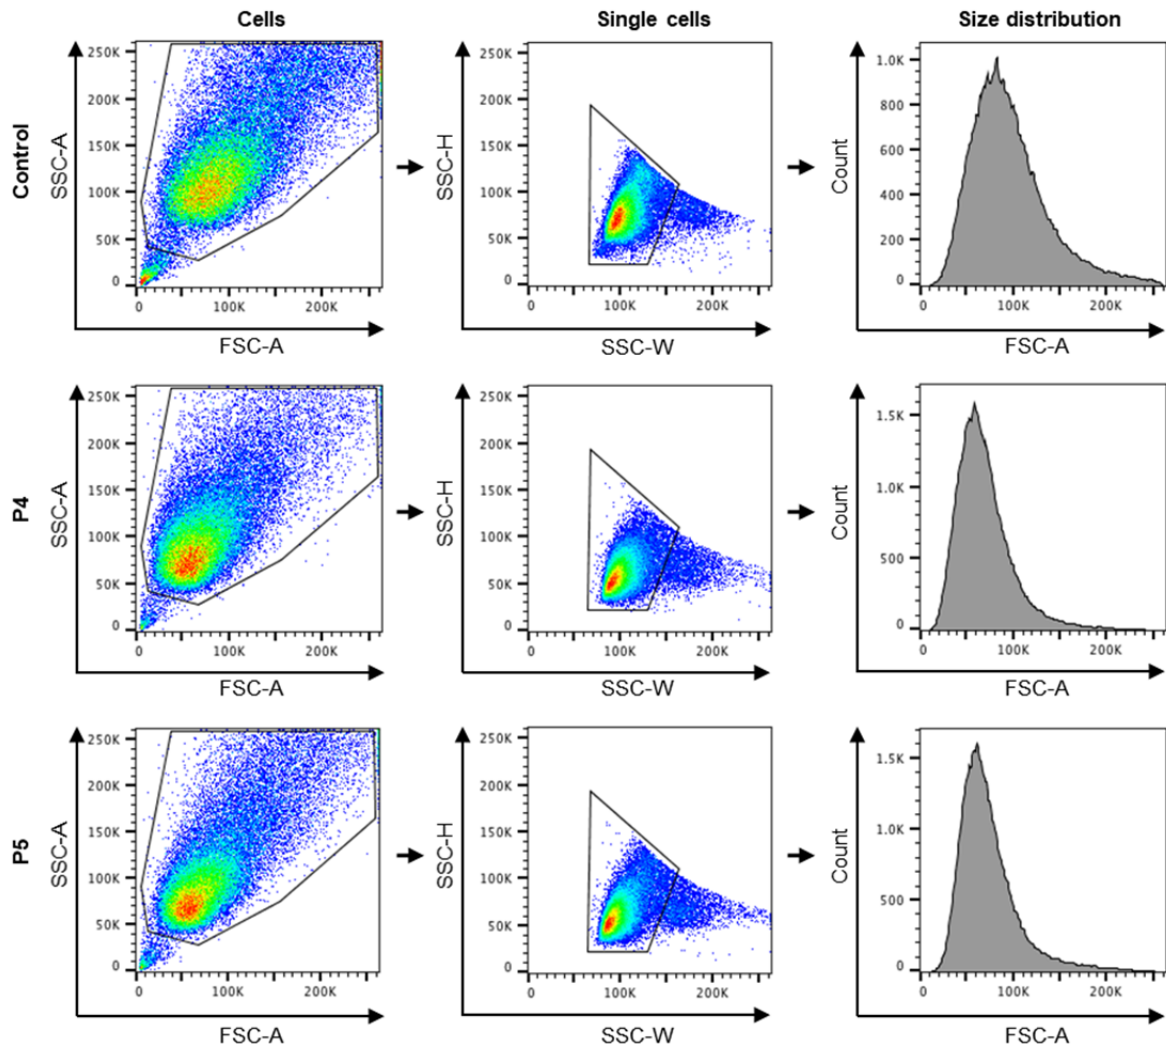 Cells Single cells Size distribution
Control
SSC-A
250K
200K
150K
100K
50K
0
0 100K 200K
FSC-A
SSC-H
250K
200K
150K
100K
50K
0
0 100K 200K
SSC-W
Count
1.0K
800
600
400
200
0
0 100K 200K
FSC-A
P4
SSC-A
250K
200K
150K
100K
50K
0
0 100K 200K
FSC-A
SSC-H
250K
200K
150K
100K
50K
0
0 100K 200K
SSC-W
Count
1.5K
1.0K
500
0
0 100K 200K
FSC-A
P5
SSC-A
250K
200K
150K
100K
50K
0
0 100K 200K
FSC-A
SSC-H
250K
200K
150K
100K
50K
0
0 100K 200K
SSC-W
Count
1.5K
1.0K
500
0
0 100K 200K
FSC-A